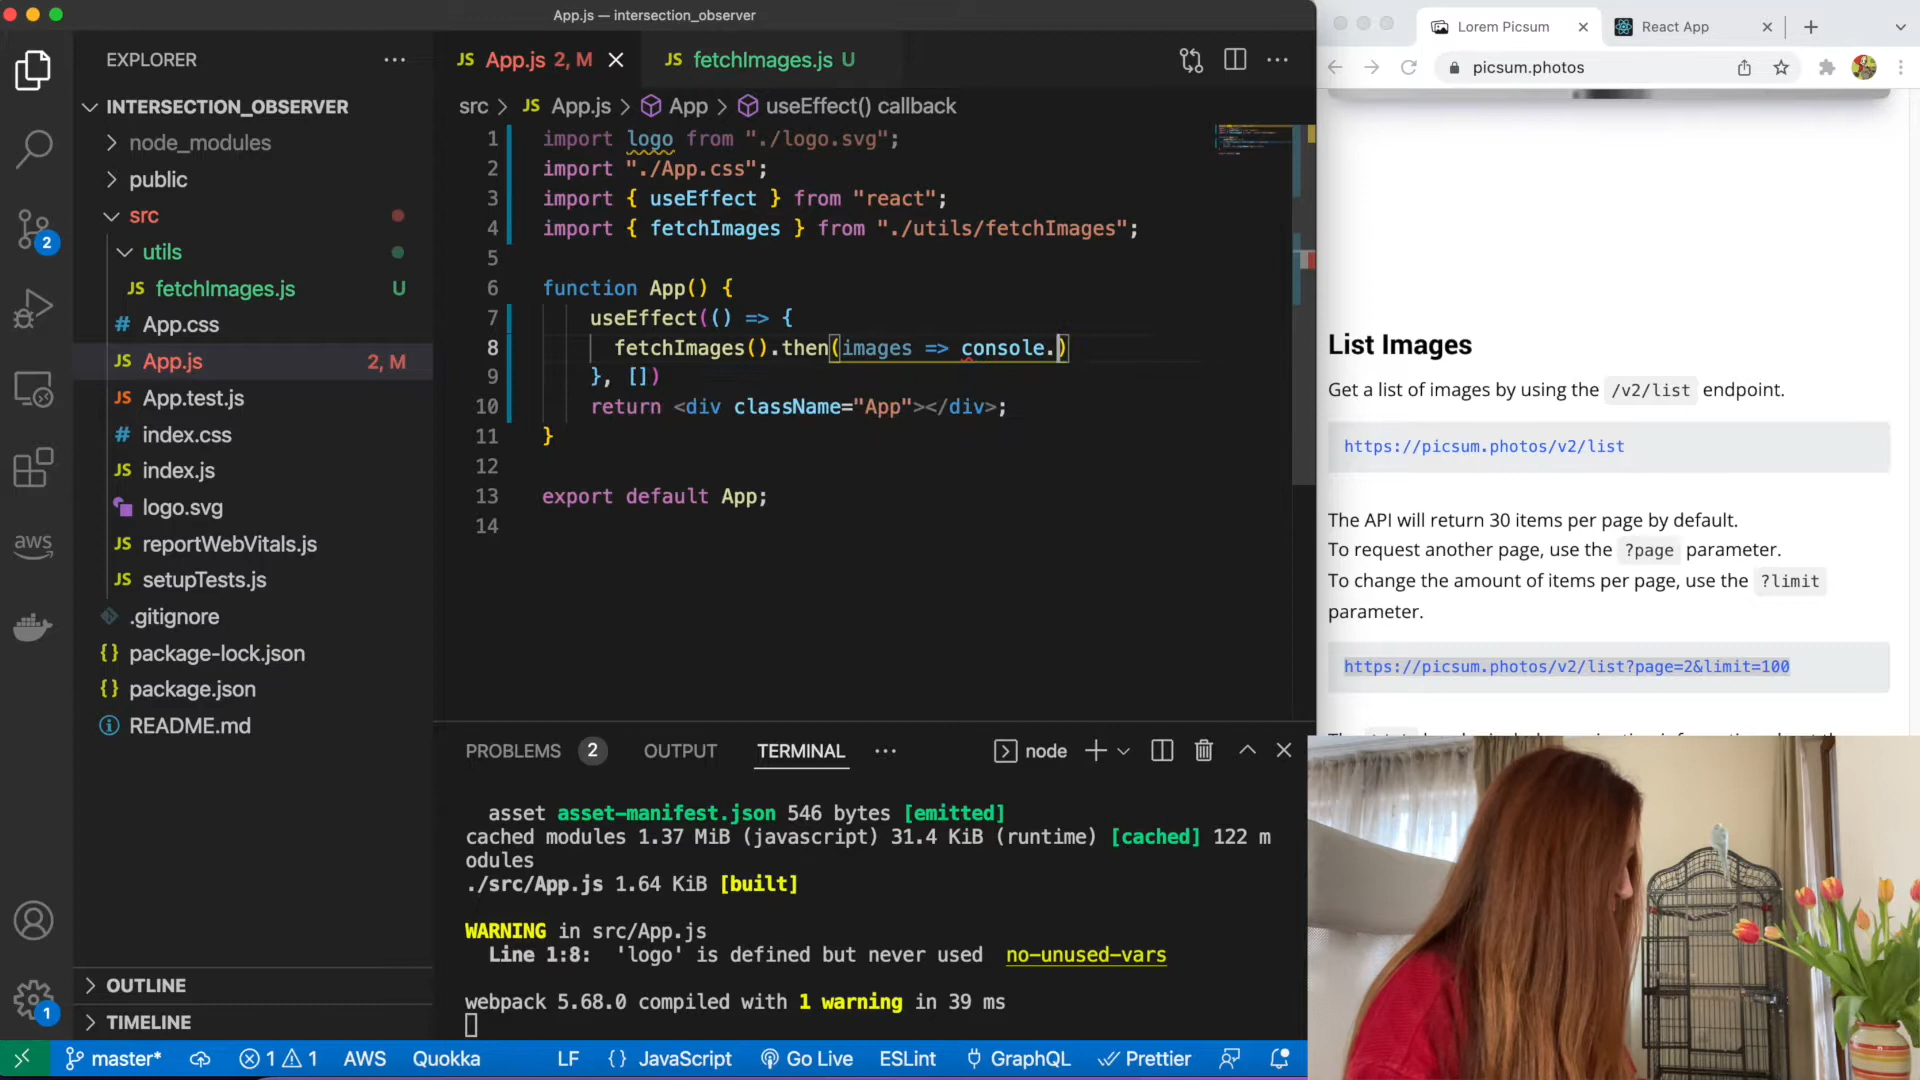 App.js — intersection_observer
EXPLORER
INTERSECTION_OBSERVER
node_modules
public
src
utils
JS fetchImages.js U
# App.css
JS App.js 2, M
JS App.test.js
# index.css
JS index.js
logo.svg
JS reportWebVitals.js
JS setupTests.js
.gitignore
{} package-lock.json
{} package.json
README.md
OUTLINE
TIMELINE
2
aws
1
JS App.js 2, M
JS fetchImages.js U
src > JS App.js > App > useEffect() callback
1 import logo from "./logo.svg";
2 import "./App.css";
3 import { useEffect } from "react";
4 import { fetchImages } from "./utils/fetchImages";
5
6 function App() {
7 useEffect(() => {
8 fetchImages().then(images => console.)
9 }, [])
10 return <div className="App"></div>;
11 }
12
13 export default App;
14
PROBLEMS 2 OUTPUT TERMINAL node
asset asset-manifest.json 546 bytes [emitted]
cached modules 1.37 MiB (javascript) 31.4 KiB (runtime) [cached] 122 m
odules
./src/App.js 1.64 KiB [built]
WARNING in src/App.js
Line 1:8: 'logo' is defined but never used no-unused-vars
webpack 5.68.0 compiled with 1 warning in 39 ms
master* 1 1 AWS Quokka LF {} JavaScript Go Live ESLint GraphQL Prettier
Lorem Picsum
React App
picsum.photos
List Images
Get a list of images by using the /v2/list endpoint.
https://picsum.photos/v2/list
The API will return 30 items per page by default.
To request another page, use the ?page parameter.
To change the amount of items per page, use the ?limit
parameter.
https://picsum.photos/v2/list?page=2&limit=100